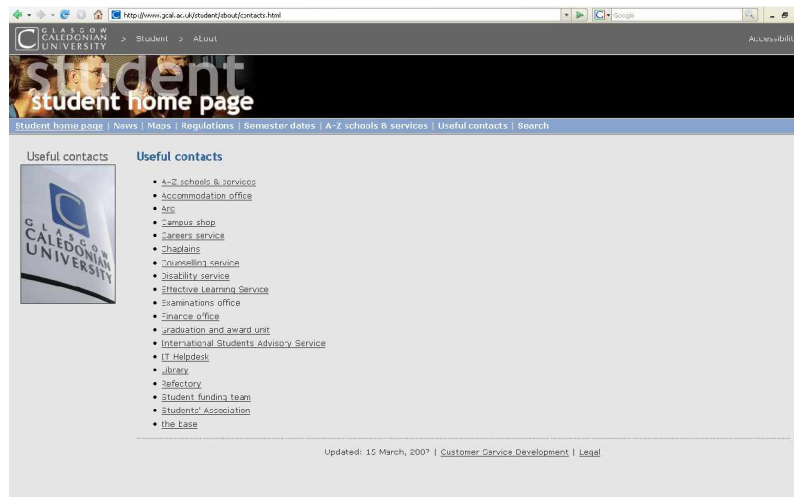 http://www.gcal.ac.uk/student/about/contacts.html
Google
GLASGOW
CALEDONIAN
UNIVERSITY
> Student > About
Accessibilit
student
student home page
Student home page | News | Maps | Regulations | Semester dates | A-Z schools & services | Useful contacts | Search
Useful contacts
GLASGOW
CALEDONIAN
UNIVERSITY
Useful contacts
A-Z schools & services
Accommodation office
Arc
Campus shop
Careers service
Chaplains
Counselling service
Disability service
Effective Learning Service
Examinations office
Finance office
Graduation and award unit
International Students Advisory Service
IT Helpdesk
Library
Refectory
Student funding team
Students' Association
the base
Updated: 15 March, 2007 | Customer Service Development | Legal